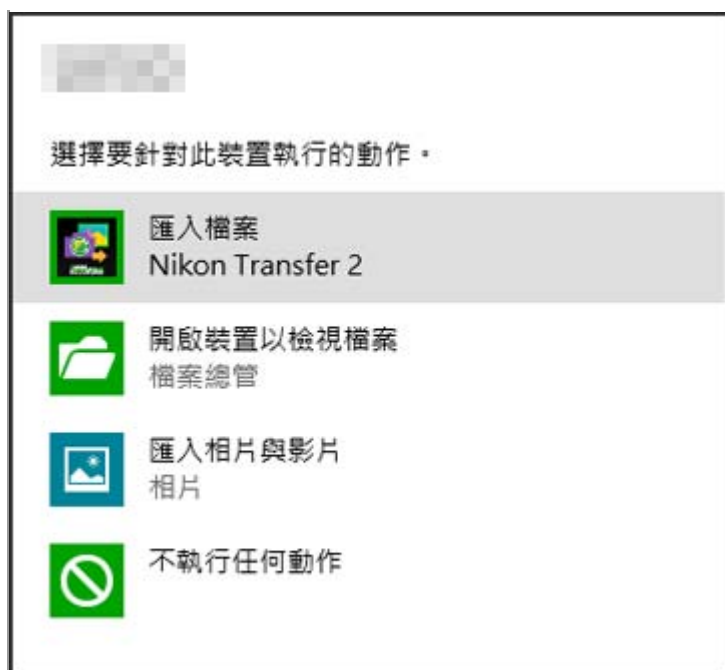 選擇要針對此裝置執行的動作。
匯入檔案
Nikon Transfer 2
開啟裝置以檢視檔案
檔案總管
匯入相片與影片
相片
不執行任何動作